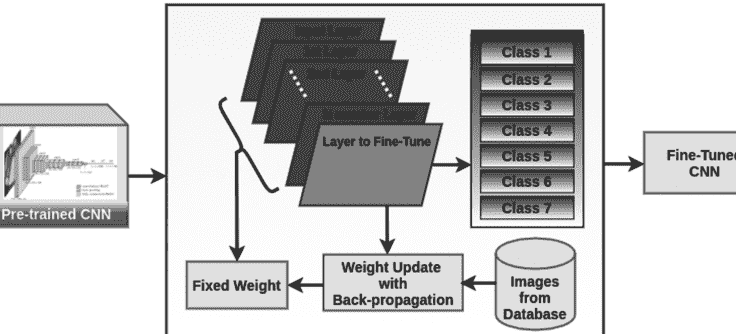 Pre-trained CNN
Layer to Fine-Tune
Class 1
Class 2
Class 3
Class 4
Class 5
Class 6
Class 7
Fixed Weight
Weight Update
with
Back-propagation
Images
from
Database
Fine-Tuned
CNN